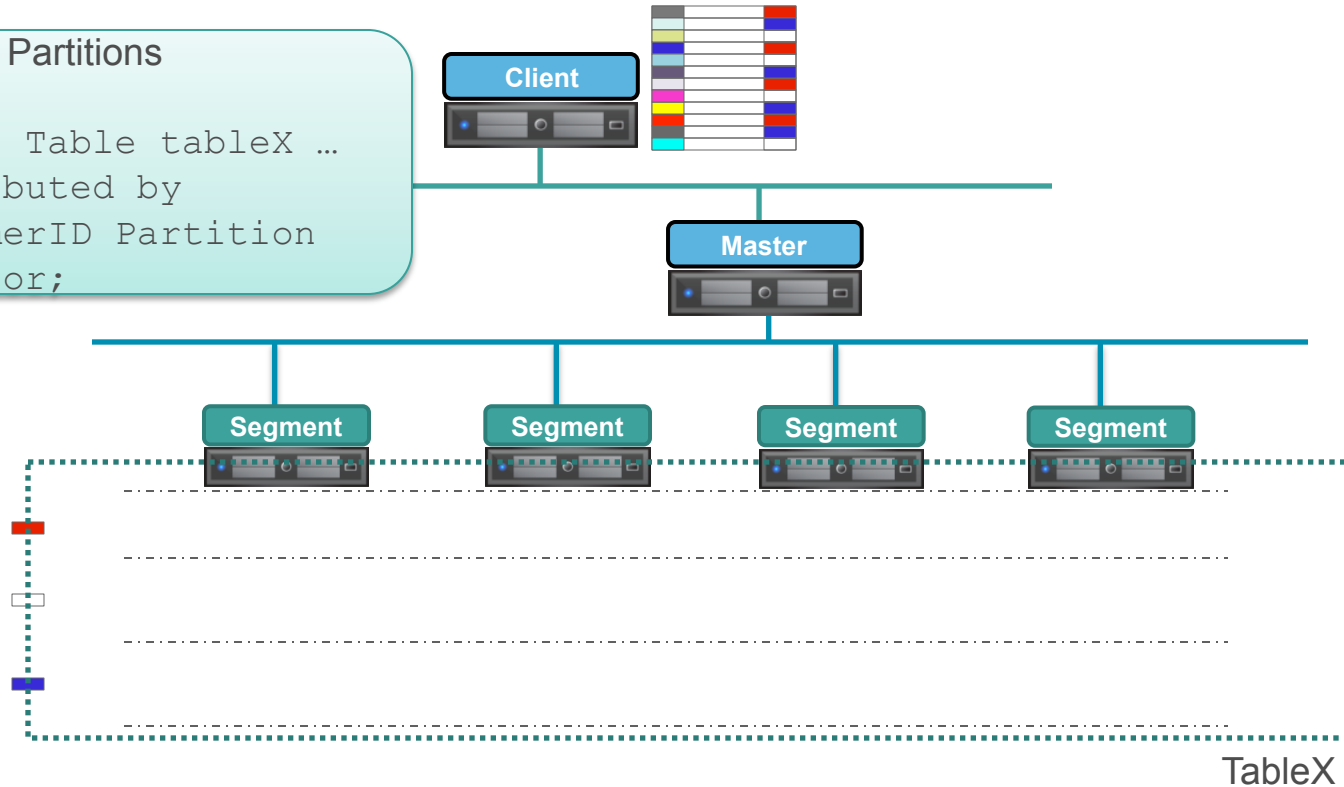 Partitions
Client
Table tableX …
buted by
erID Partition
or;
Master
Segment
Segment
Segment
Segment
TableX